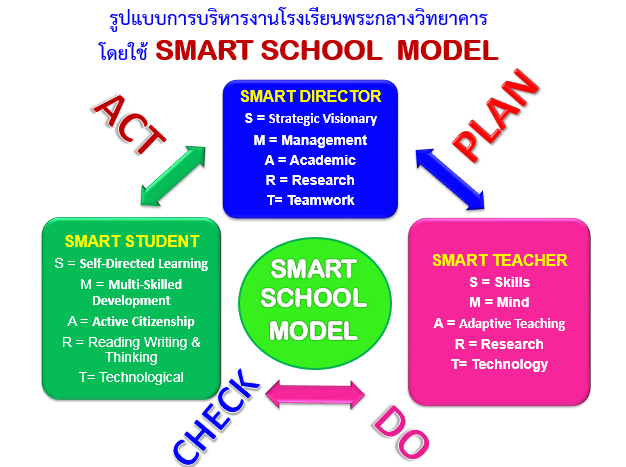 รูปแบบการบริหารงานโรงเรียนพระกลางวิทยาคาร
โดยใช้ SMART SCHOOL MODEL
ACT
PLAN
SMART DIRECTOR
S = Strategic Visionary
M = Management
A = Academic
R = Research
T= Teamwork
SMART STUDENT
S = Self-Directed Learning
M = Multi-Skilled
Development
A = Active Citizenship
R = Reading Writing &
Thinking
T= Technological
SMART
SCHOOL
MODEL
SMART TEACHER
S = Skills
M = Mind
A = Adaptive Teaching
R = Research
T= Technology
CHECK
DO